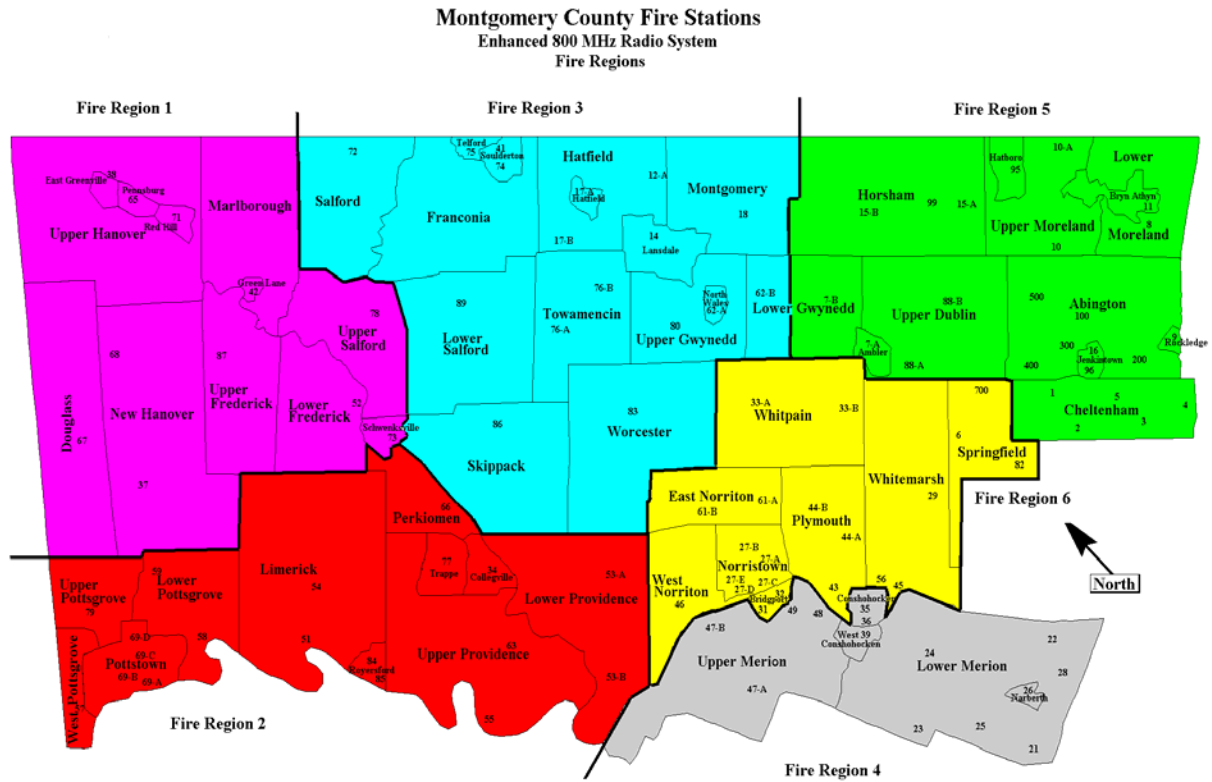 Montgomery County Fire Stations
Enhanced 800 MHz Radio System
Fire Regions
Fire Region 1
Fire Region 3
Fire Region 5
East Greenville
38
Pennsburg
65
71
Red Hill
Upper Hanover
Marlborough
Green Lane
42
Douglass
67
68
New Hanover
37
87
Upper
Frederick
Lower
Frederick
78
Upper
Salford
52
Schwenksville
73
72
Salford
Franconia
Telford
75
41
Soulderton
74
Hatfield
12-A
17-A
Hatfield
17-B
14
Lansdale
Montgomery
18
89
Lower
Salford
76-B
Towamencin
76-A
North
Wales
62-A
80
Upper Gwynedd
62-B
Lower Gwynedd
7-B
86
Skippack
83
Worcester
Horsham
15-B
99
15-A
Hatboro
95
10-A
Upper Moreland
10
Lower
Bryn Athyn
11
8
Moreland
88-B
Upper Dublin
7-A
Ambler
88-A
500
Abington
100
300
400
16
Jenkintown
96
200
9
Rockledge
1
5
4
Cheltenham
2
3
33-A
Whitpain
33-B
700
6
Springfield
82
Whitemarsh
29
Fire Region 6
North
East Norriton
61-A
61-B
44-B
Plymouth
44-A
27-B
27-A
Norristown
27-E
27-C
27-D
Bridgport
31
32
West
Norriton
46
43
56
45
Conshohocken
35
36
49
48
47-B
Upper Merion
47-A
West 39
Conshohocken
24
Lower Merion
22
28
26
Narberth
23
25
21
Fire Region 4
66
Perkiomen
77
Trappe
34
Collegville
53-A
Lower Providence
63
Upper Providence
53-B
55
84
Royersford
85
Limerick
54
51
59
Lower
Pottsgrove
58
Upper
Pottsgrove
79
69-D
69-C
Pottstown
69-B
69-A
West Pottsgrove
Fire Region 2